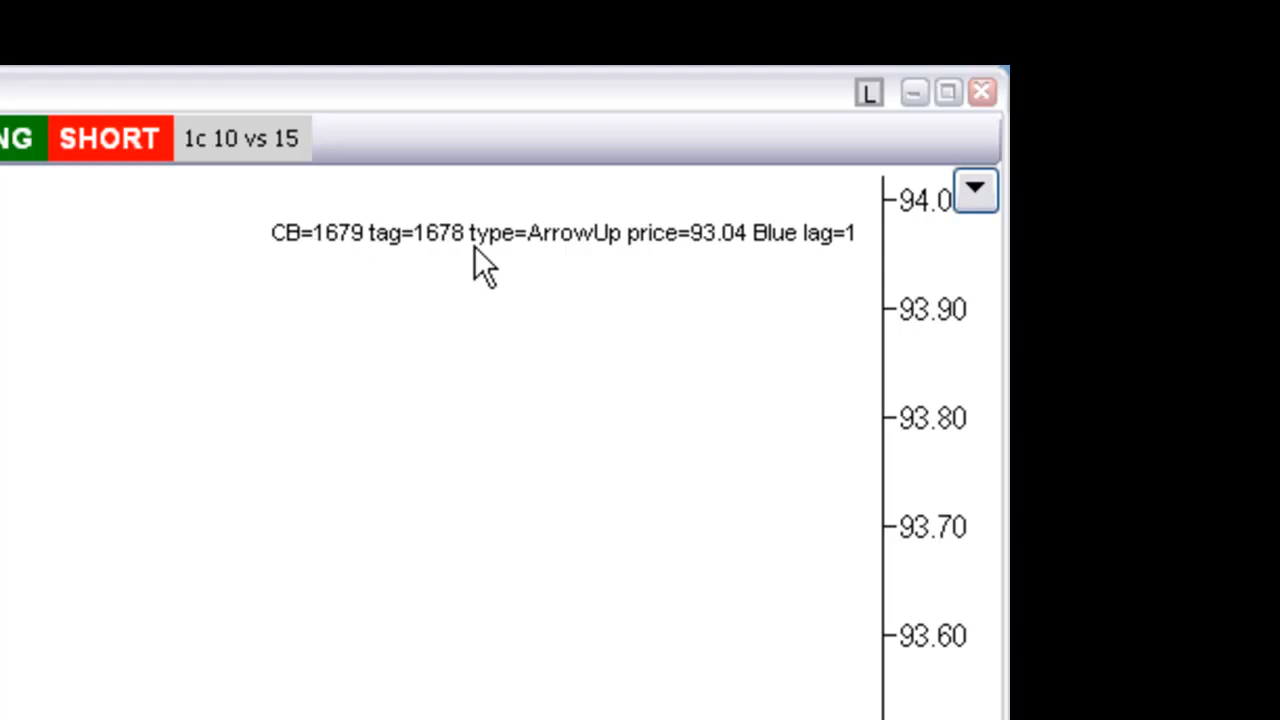 L
NG SHORT 1c 10 vs 15
94.0
CB=1679 tag=1678 type=ArrowUp price=93.04 Blue lag=1
93.90
93.80
93.70
93.60